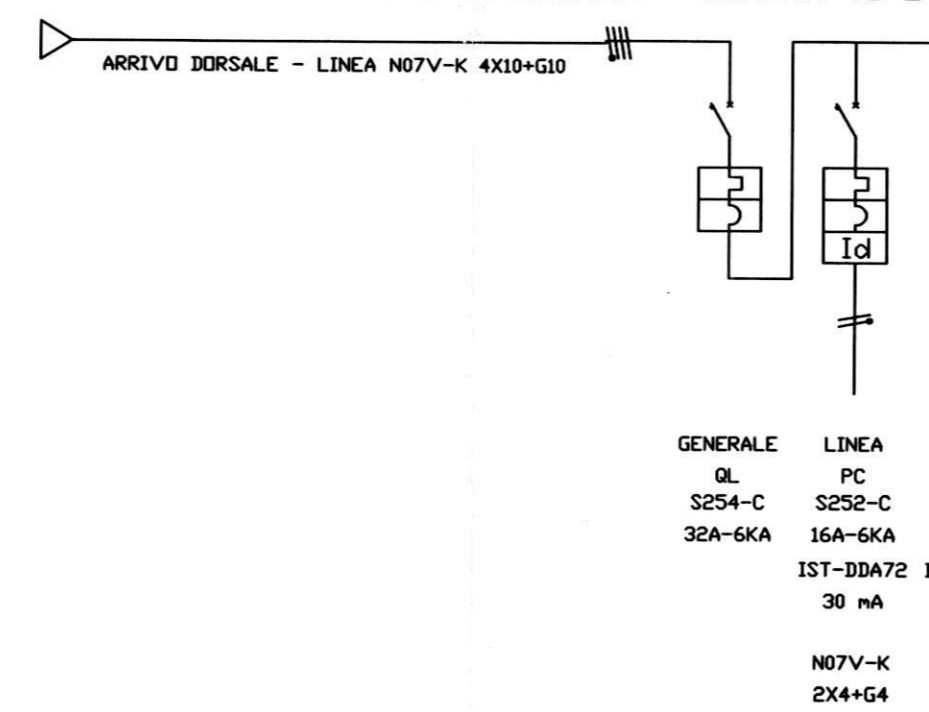 ARRIVO DORSALE - LINEA N07V-K 4X10+G10
Id
Id
GENERALE
QL
S254-C
32A-6KA
LINEA
PC
S252-C
16A-6KA
IST-DDA72
30 mA
N07V-K
2X4+G4